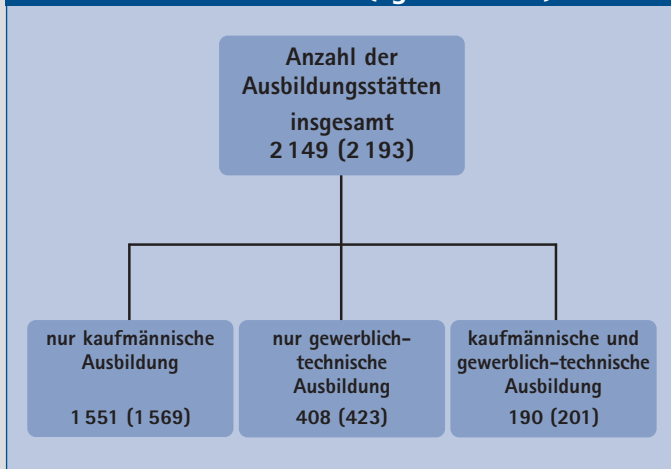 Anzahl der
Ausbildungsstätten
insgesamt
2 149 (2 193)
nur kaufmännische
Ausbildung
1 551 (1 569)
nur gewerblich-
technische
Ausbildung
408 (423)
kaufmännische und
gewerblich-technische
Ausbildung
190 (201)